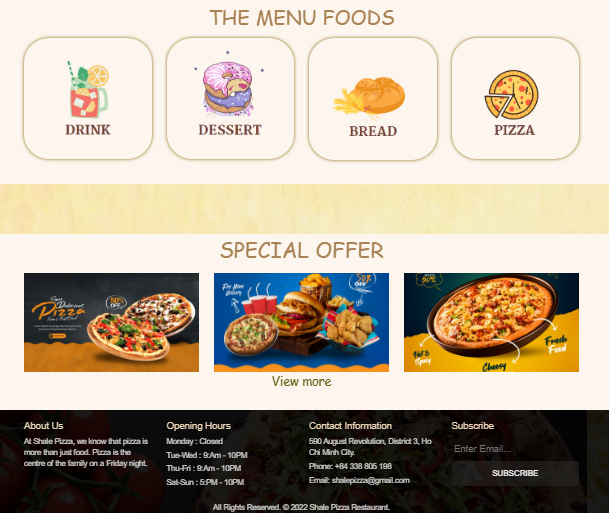 THE MENU FOODS
DRINK
DESSERT
BREAD
PIZZA
SPECIAL OFFER
Delicious
Pizza
50%
OFF
Free Home
Delivery
50%
OFF
50%
OFF
Hot &
Spicy
Cheesy
Fresh
Food
View more
About Us
At Shale Pizza, we know that pizza is
more than just food. Pizza is the
centre of the family on a Friday night.
Opening Hours
Monday : Closed
Tue-Wed : 9:Am - 10PM
Thu-Fri : 9:Am - 10PM
Sat-Sun : 5:PM - 10PM
Contact Information
590 August Revolution, District 3, Ho
Chi Minh City.
Phone: +84 338 805 198
Email: shalepizza@gmail.com
Subscribe
Enter Email...
SUBSCRIBE
All Rights Reserved. © 2022 Shale Pizza Restaurant.